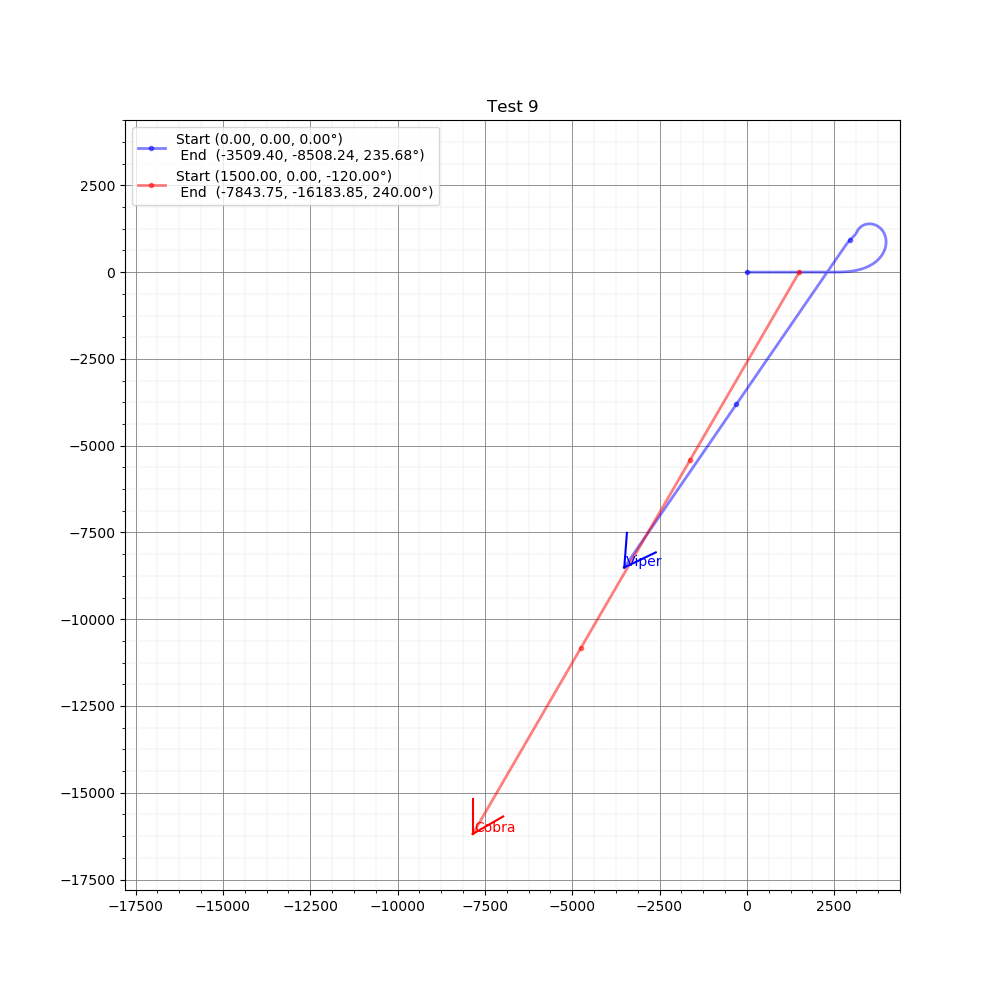 Test 9
Start (0.00, 0.00, 0.00°)
End (-3509.40, -8508.24, 235.68°)
Start (1500.00, 0.00, -120.00°)
End (-7843.75, -16183.85, 240.00°)
2500
0
−2500
−5000
−7500
−10000
−12500
−15000
−17500
Viper
Cobra
−17500 −15000 −12500 −10000 −7500 −5000 −2500 0 2500